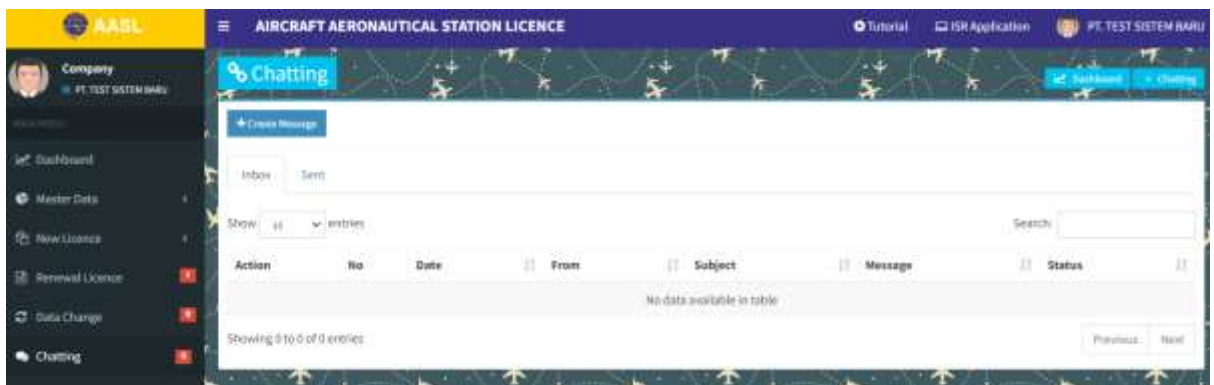 AASL
AIRCRAFT AERONAUTICAL STATION LICENCE
Tutorial
ISR Application
PT. TEST SISTEM BARU
Company
PT. TEST SISTEM BARU
Chatting
Dashboard
Chatting
+ Create Message
Dashboard
Inbox
Sent
Master Data
Show
entries
Search:
New Licence
Action
No
Date
From
Subject
Message
Status
Renewal Licence
No data available in table
Data Change
Showing 0 to 0 of 0 entries
Previous
Next
Chatting